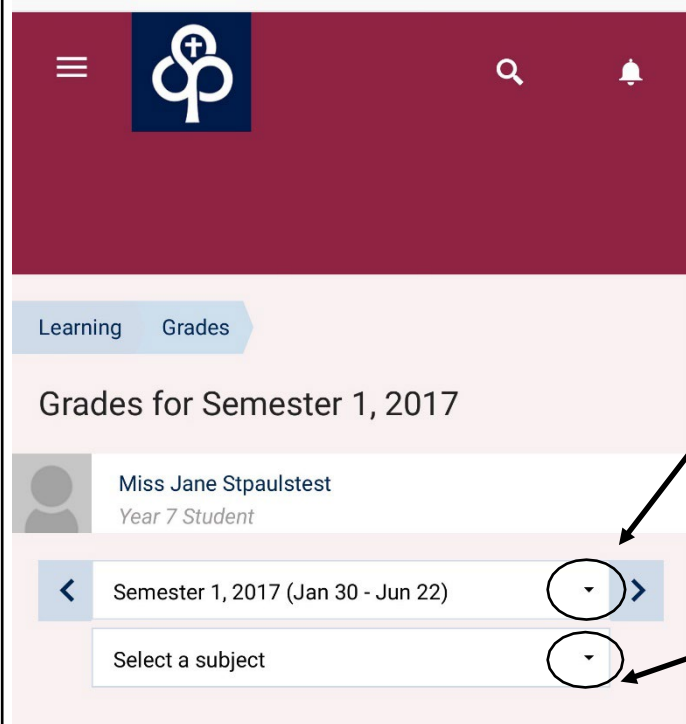 Learning Grades
Grades for Semester 1, 2017
Miss Jane Stpaulstest
Year 7 Student
Semester 1, 2017 (Jan 30 - Jun 22)
Select a subject